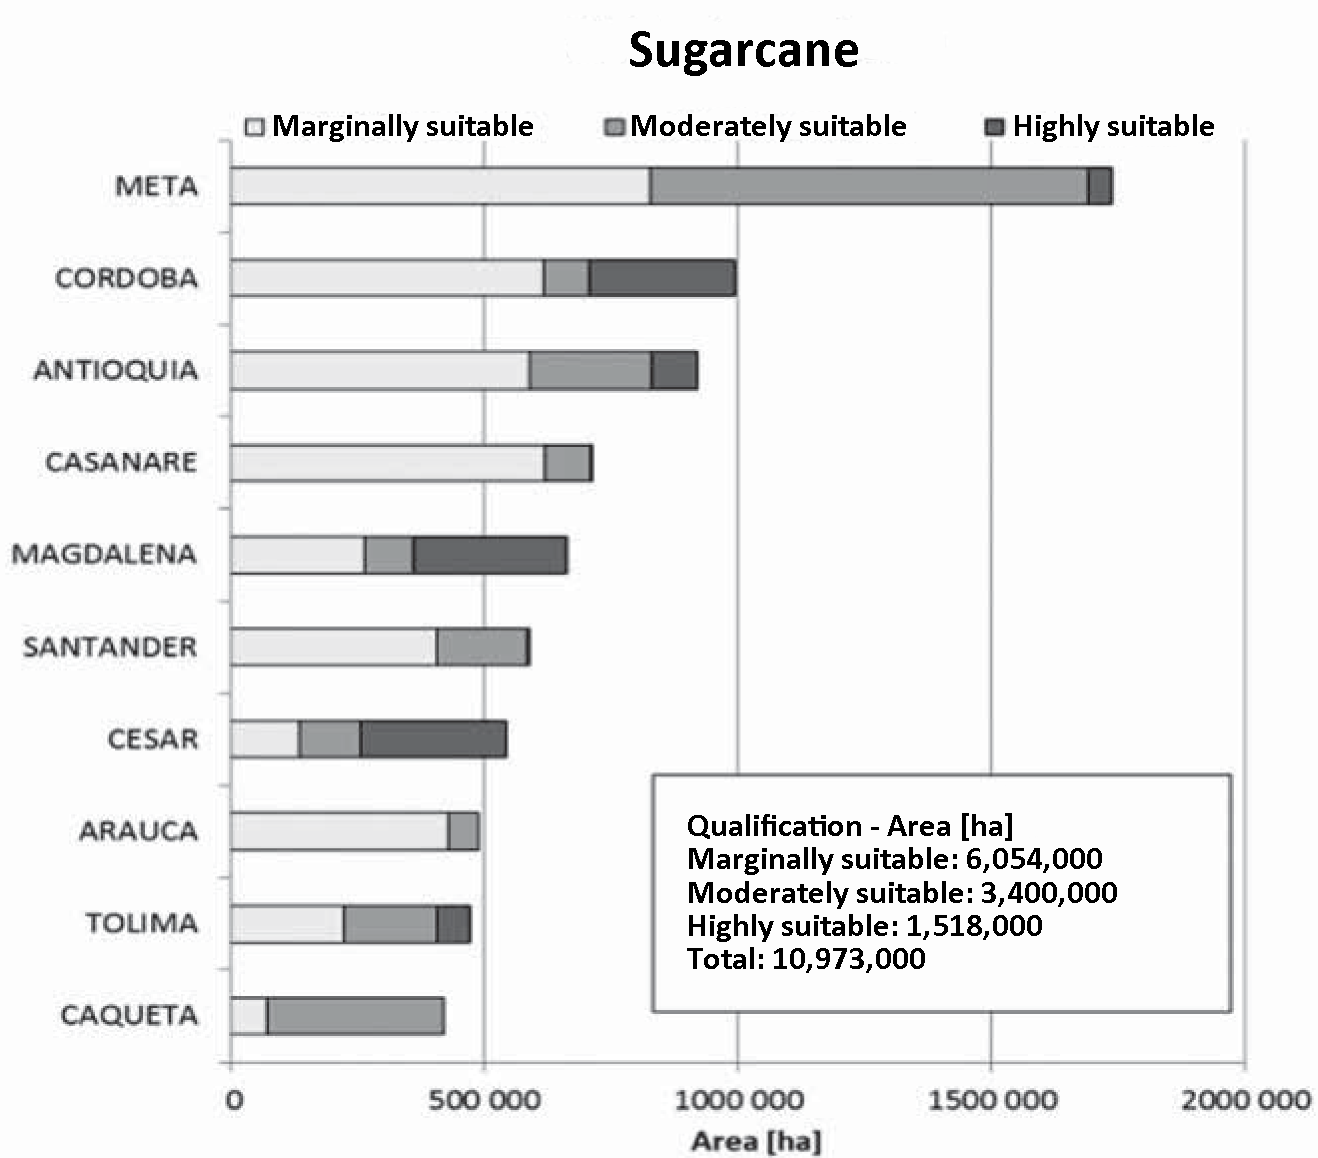 Sugarcane
Marginally suitable Moderately suitable Highly suitable
META
CORDOBA
ANTIOQUIA
CASANARE
MAGDALENA
SANTANDER
CESAR
ARAUCA
TOLIMA
CAQUETA
Qualification - Area [ha]
Marginally suitable: 6,054,000
Moderately suitable: 3,400,000
Highly suitable: 1,518,000
Total: 10,973,000
0 500 000 1000 000 1500 000 2000 000
Area [ha]